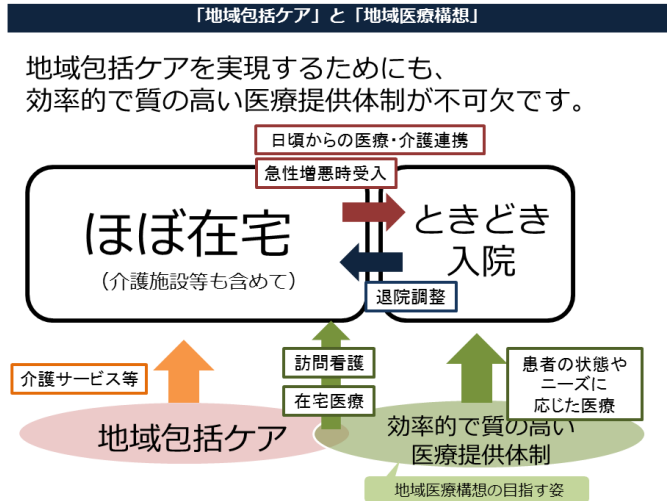 「地域包括ケア」と「地域医療構想」
地域包括ケアを実現するためにも、
効率的で質の高い医療提供体制が不可欠です。
日頃からの医療・介護連携
急性増悪時受入
ほぼ在宅
（介護施設等も含めて）
ときどき
入院
退院調整
介護サービス等
訪問看護
在宅医療
患者の状態や
ニーズに
応じた医療
地域包括ケア
効率的で質の高い
医療提供体制
地域医療構想の目指す姿